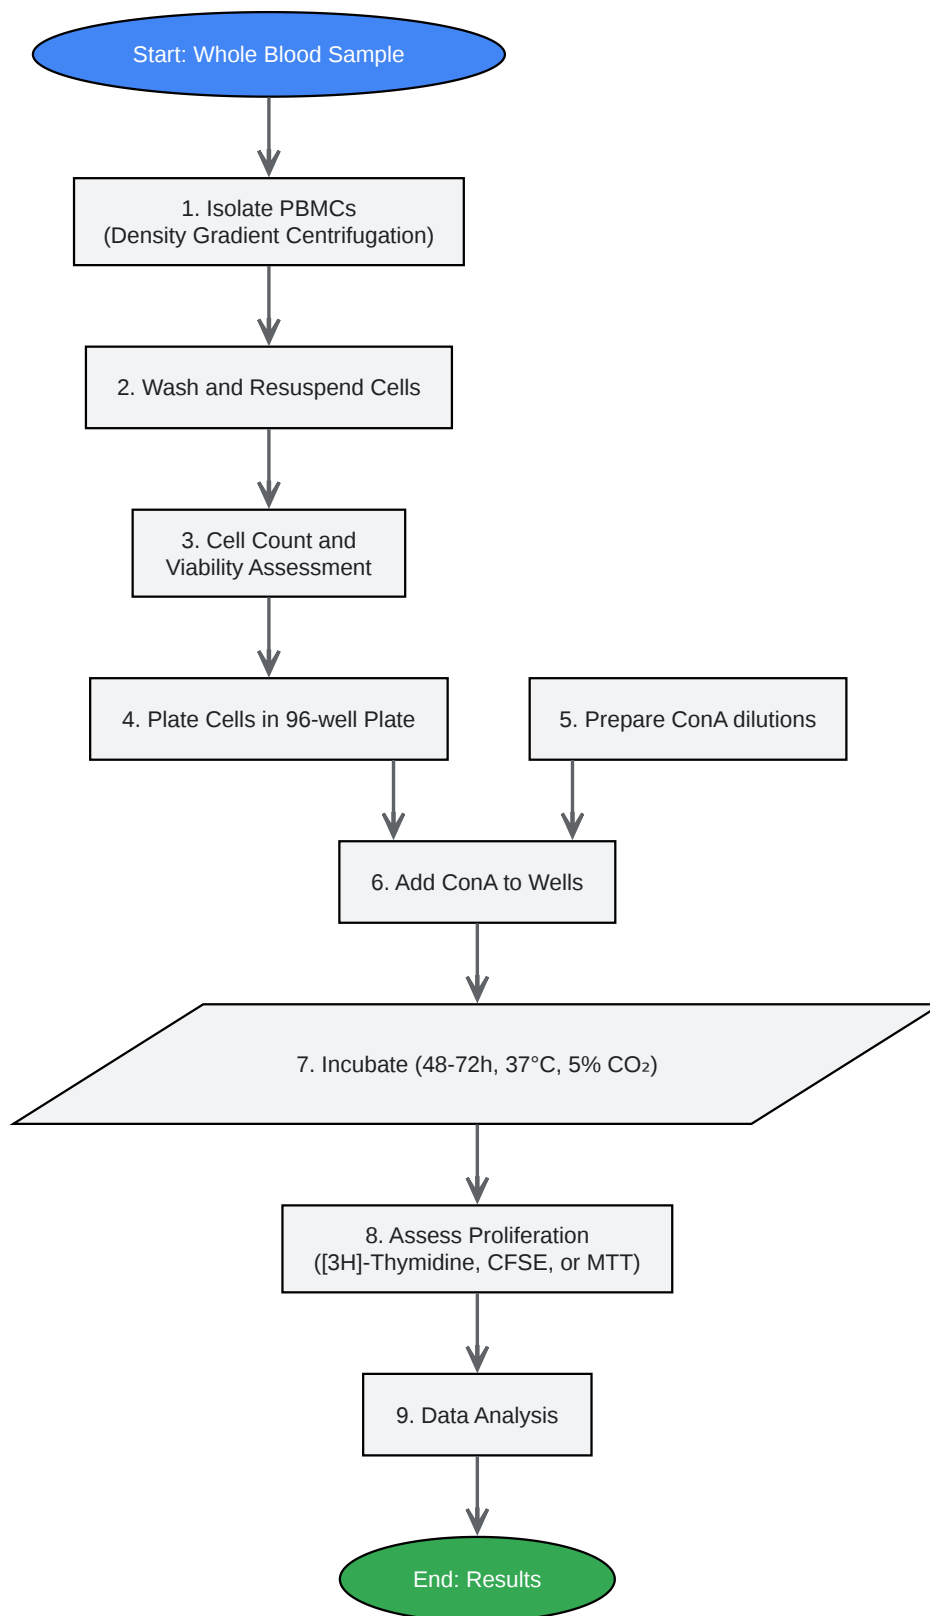 Start: Whole Blood Sample
1. Isolate PBMCs
(Density Gradient Centrifugation)
2. Wash and Resuspend Cells
3. Cell Count and
Viability Assessment
4. Plate Cells in 96-well Plate
5. Prepare ConA dilutions
6. Add ConA to Wells
7. Incubate (48-72h, 37°C, 5% CO₂)
8. Assess Proliferation
([3H]-Thymidine, CFSE, or MTT)
9. Data Analysis
End: Results